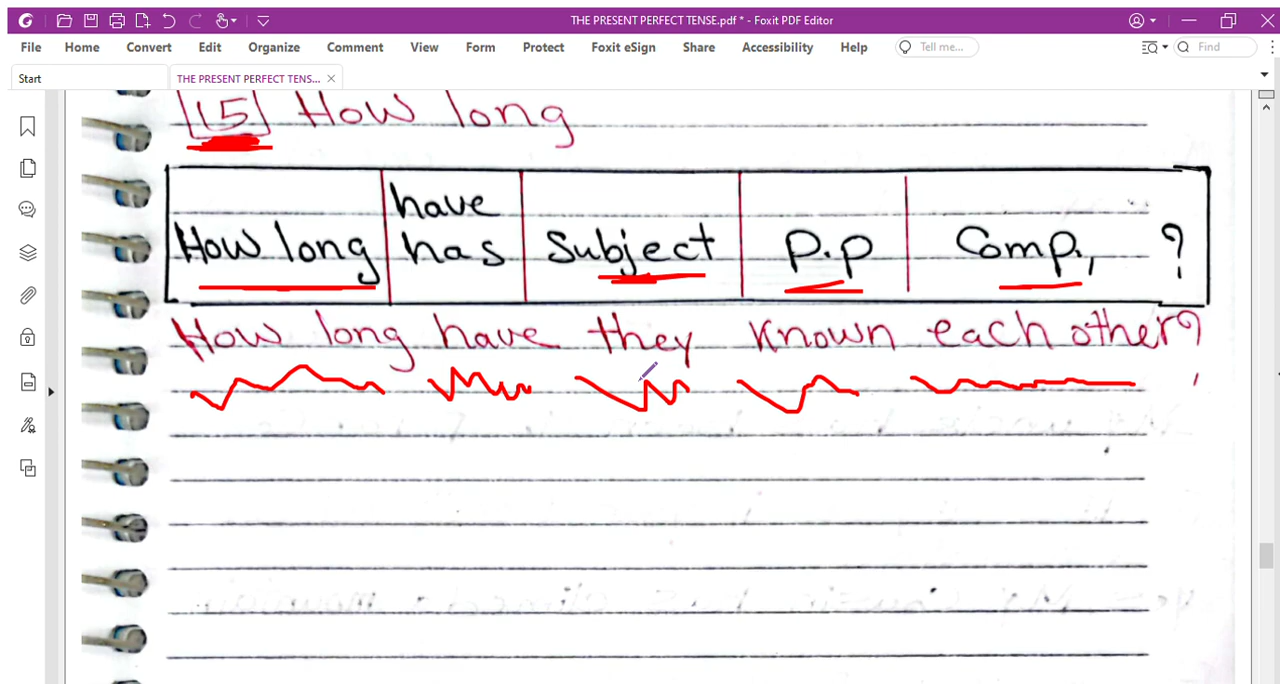 THE PRESENT PERFECT TENSE.pdf * - Foxit PDF Editor
File Home Convert Edit Organize Comment View Form Protect Foxit eSign Share Accessibility Help Tell me... Find
Start THE PRESENT PERFECT TENS...
15 How long
How long have has Subject P.p Comp., ?
How long have they known each other?